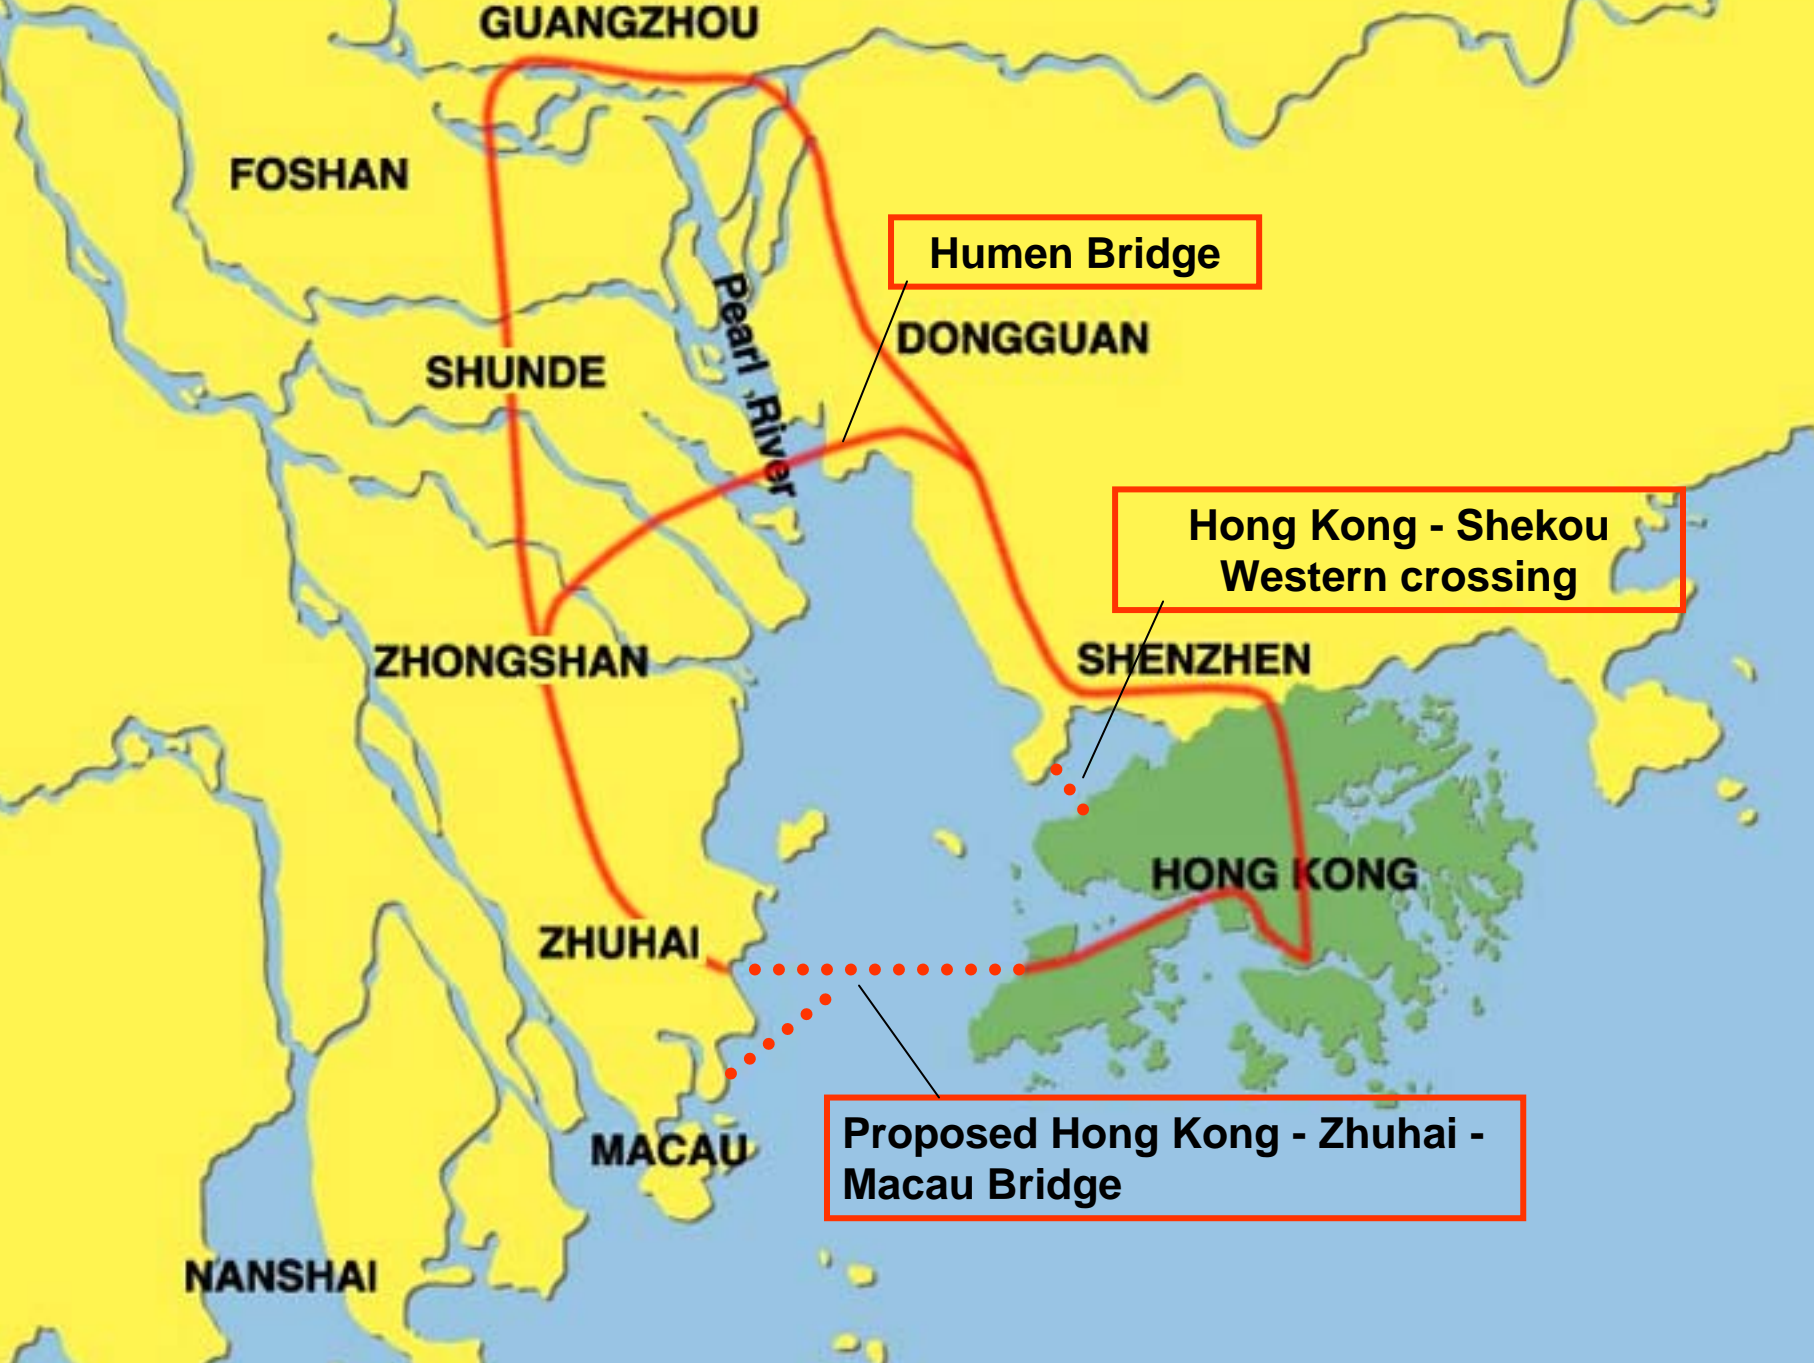 GUANGZHOU
FOSHAN
Humen Bridge
Pearl River
DONGGUAN
SHUNDE
Hong Kong - Shekou
Western crossing
ZHONGSHAN
SHENZHEN
HONG KONG
ZHUHAI
Proposed Hong Kong - Zhuhai -
Macau Bridge
MACAU
NANSHAI